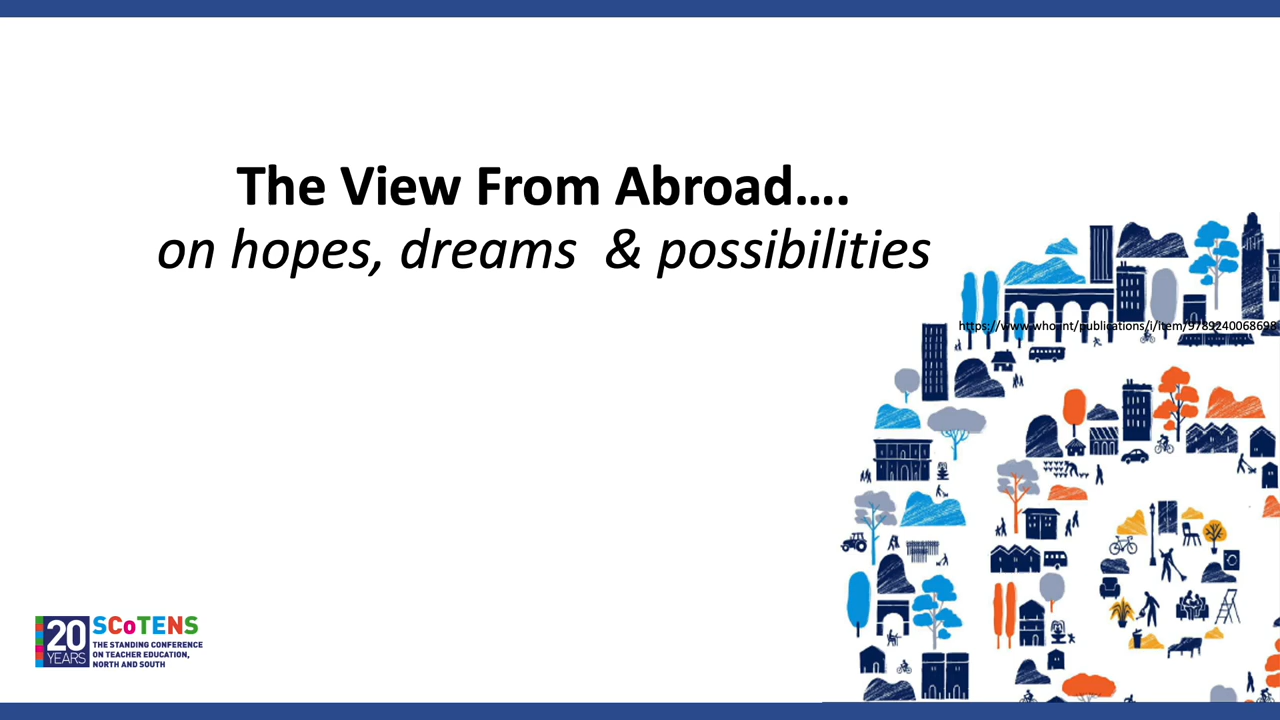 The View From Abroad....
on hopes, dreams & possibilities
https://www.who.int/publications/i/item/9789240068698
20
YEARS
SCoTENS
THE STANDING CONFERENCE
ON TEACHER EDUCATION,
NORTH AND SOUTH